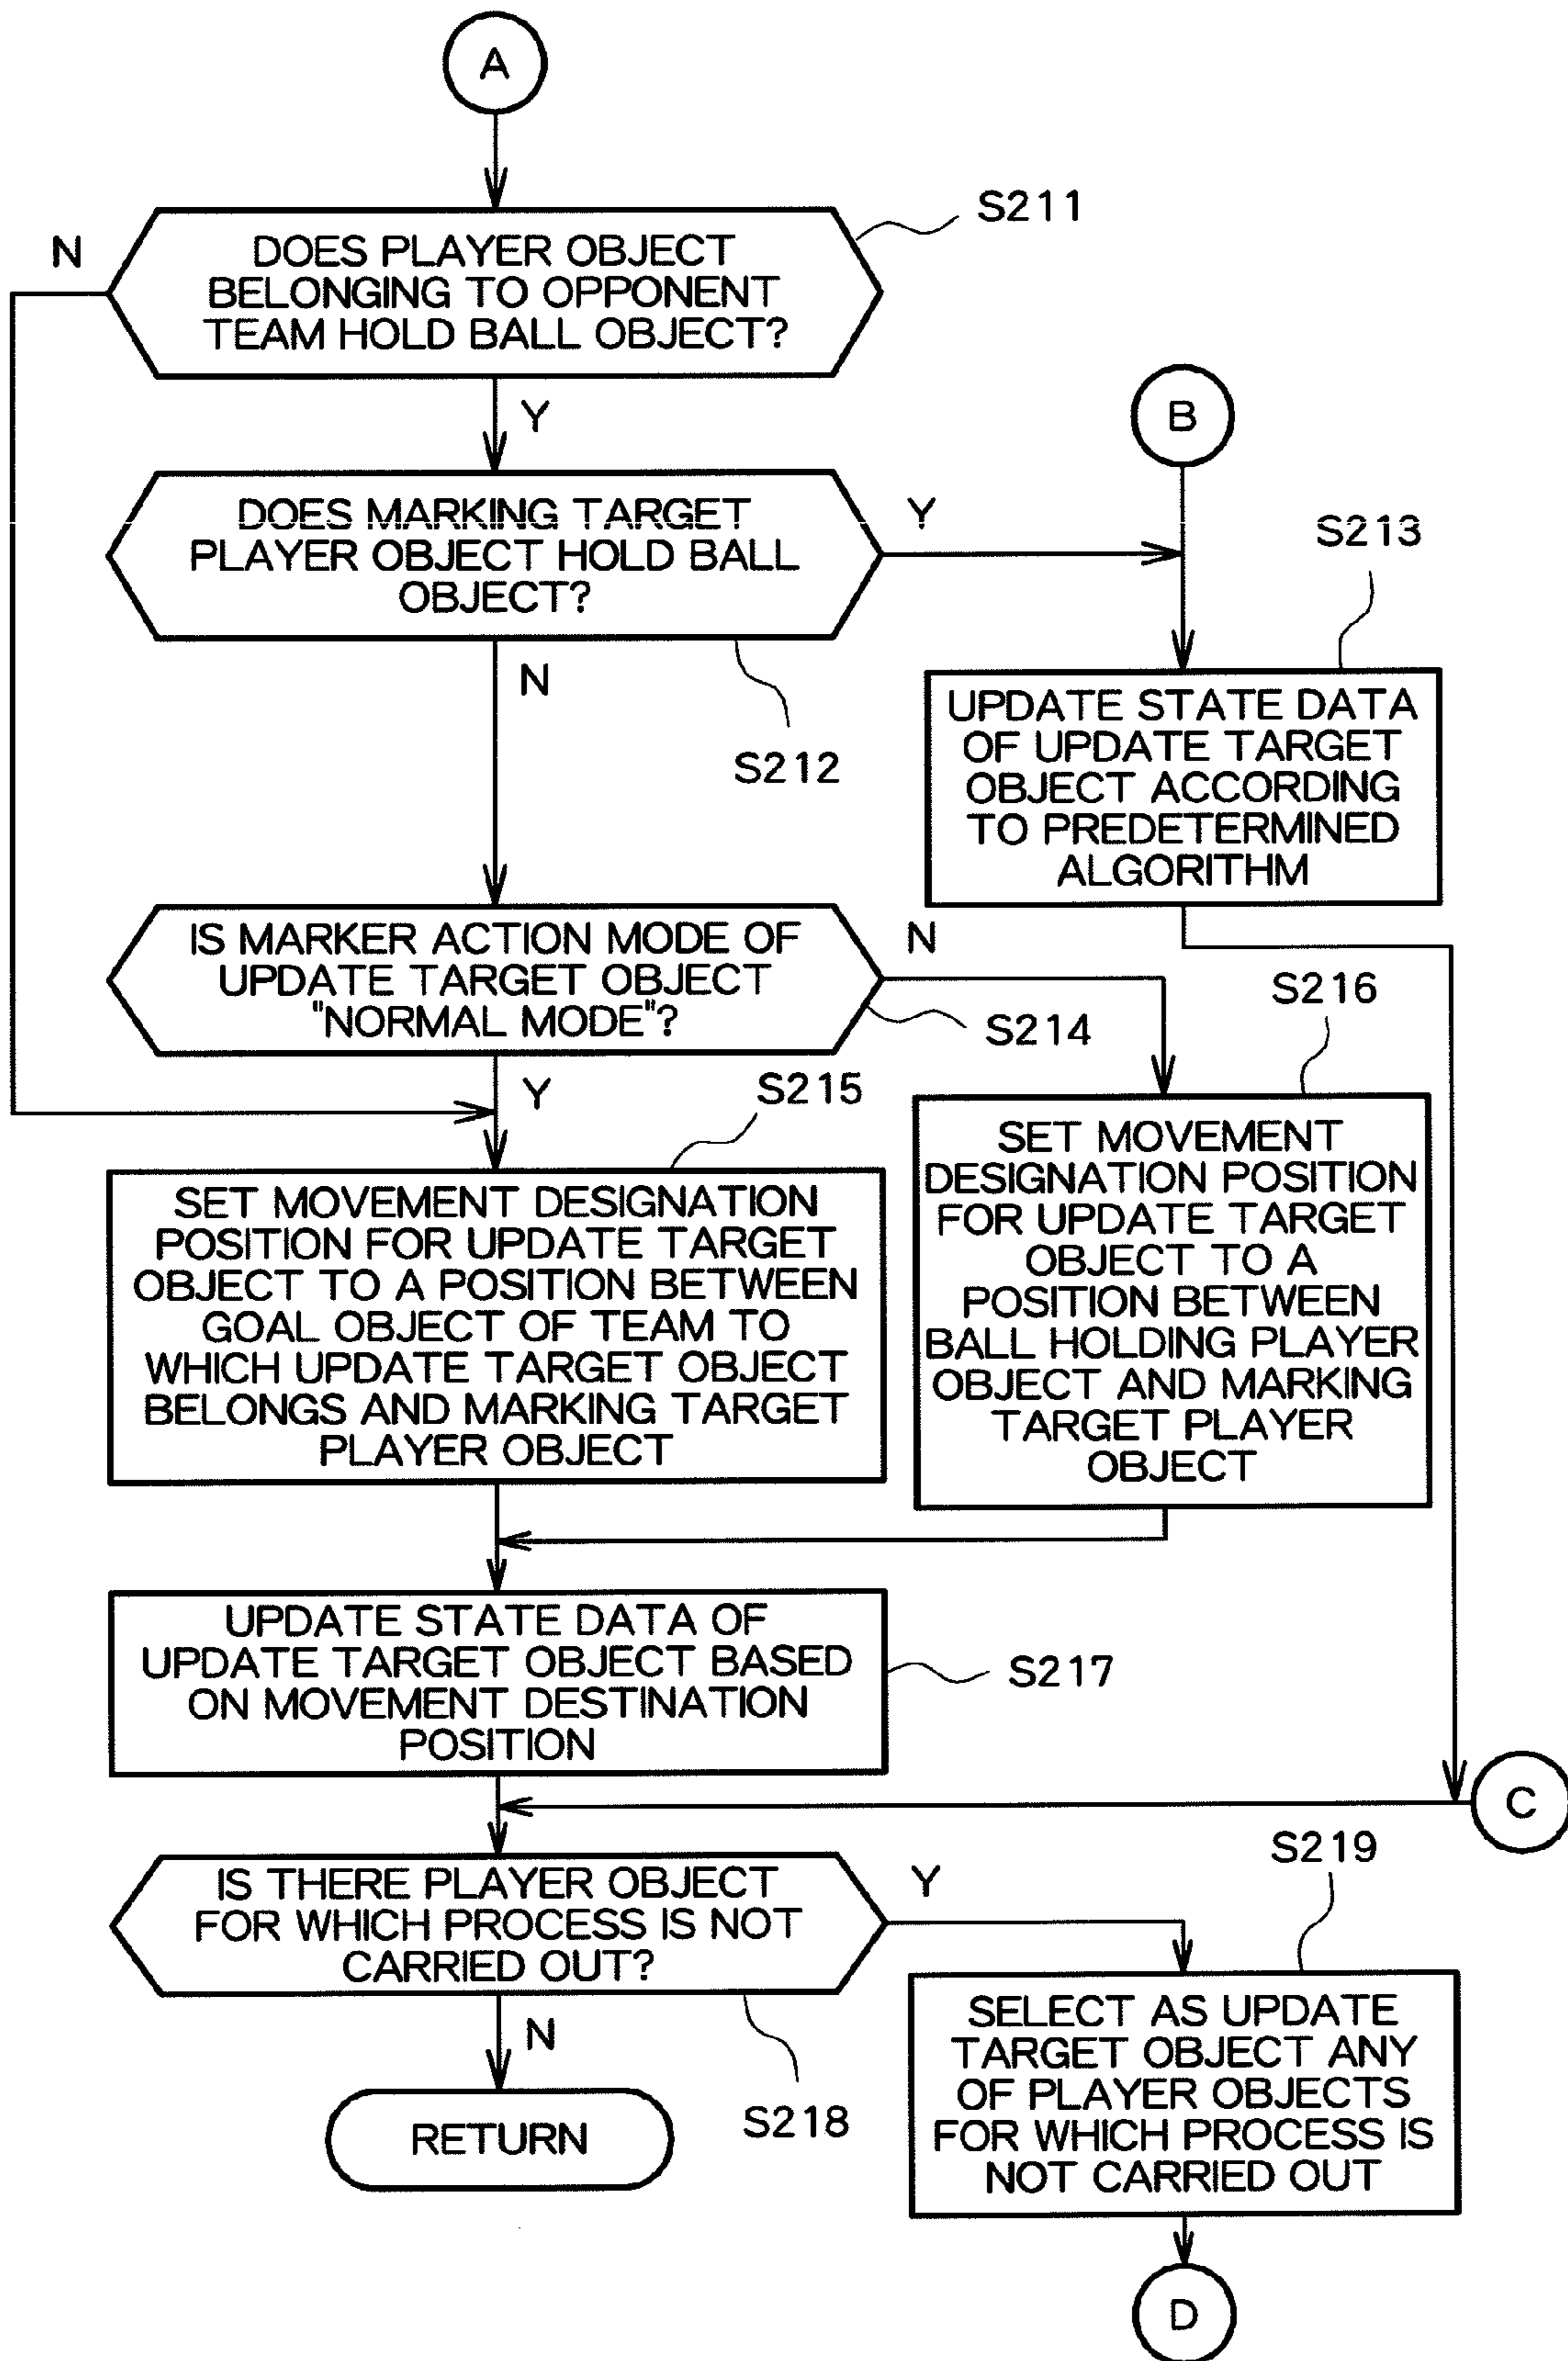 A
S211
N
DOES PLAYER OBJECT
BELONGING TO OPPONENT
TEAM HOLD BALL OBJECT?
Y
B
DOES MARKING TARGET
PLAYER OBJECT HOLD BALL
OBJECT?
Y
S213
N
S212
UPDATE STATE DATA
OF UPDATE TARGET
OBJECT ACCORDING
TO PREDETERMINED
ALGORITHM
IS MARKER ACTION MODE OF
UPDATE TARGET OBJECT
"NORMAL MODE"?
N
S214
S216
Y
S215
SET MOVEMENT DESIGNATION
POSITION FOR UPDATE TARGET
OBJECT TO A POSITION BETWEEN
GOAL OBJECT OF TEAM TO
WHICH UPDATE TARGET OBJECT
BELONGS AND MARKING TARGET
PLAYER OBJECT
SET MOVEMENT
DESIGNATION POSITION
FOR UPDATE TARGET
OBJECT TO A
POSITION BETWEEN
BALL HOLDING PLAYER
OBJECT AND MARKING
TARGET PLAYER
OBJECT
UPDATE STATE DATA OF
UPDATE TARGET OBJECT BASED
ON MOVEMENT DESTINATION
POSITION
S217
C
IS THERE PLAYER OBJECT
FOR WHICH PROCESS IS NOT
CARRIED OUT?
Y
S219
N
S218
SELECT AS UPDATE
TARGET OBJECT ANY
OF PLAYER OBJECTS
FOR WHICH PROCESS IS
NOT CARRIED OUT
RETURN
D